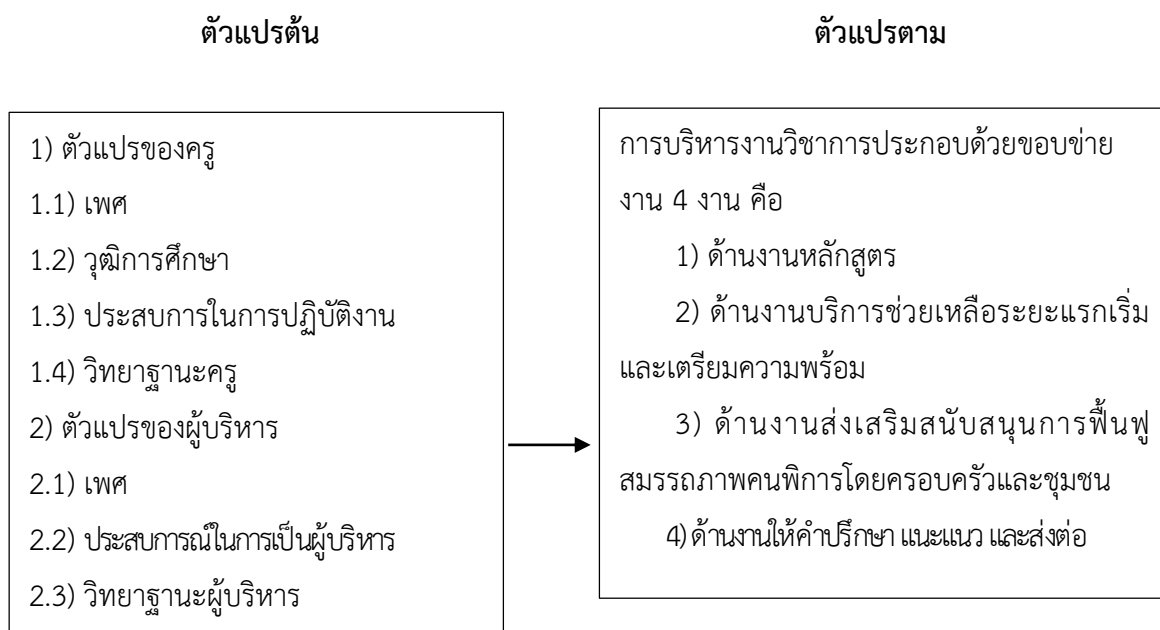 ตัวแปรต้น
ตัวแปรตาม
1) ตัวแปรของครู
1.1) เพศ
1.2) วุฒิการศึกษา
1.3) ประสบการในการปฏิบัติงาน
1.4) วิทยาฐานะครู
2) ตัวแปรของผู้บริหาร
2.1) เพศ
2.2) ประสบการณ์ในการเป็นผู้บริหาร
2.3) วิทยาฐานะผู้บริหาร
การบริหารงานวิชาการประกอบด้วยขอบข่าย
งาน 4 งาน คือ
1) ด้านงานหลักสูตร
2) ด้านงานบริการช่วยเหลือระยะแรกเริ่ม
และเตรียมความพร้อม
3) ด้านงานส่งเสริมสนับสนุนการฟื้นฟู
สมรรถภาพคนพิการโดยครอบครัวและชุมชน
4) ด้านงานให้คำปรึกษา แนะแนว และส่งต่อ